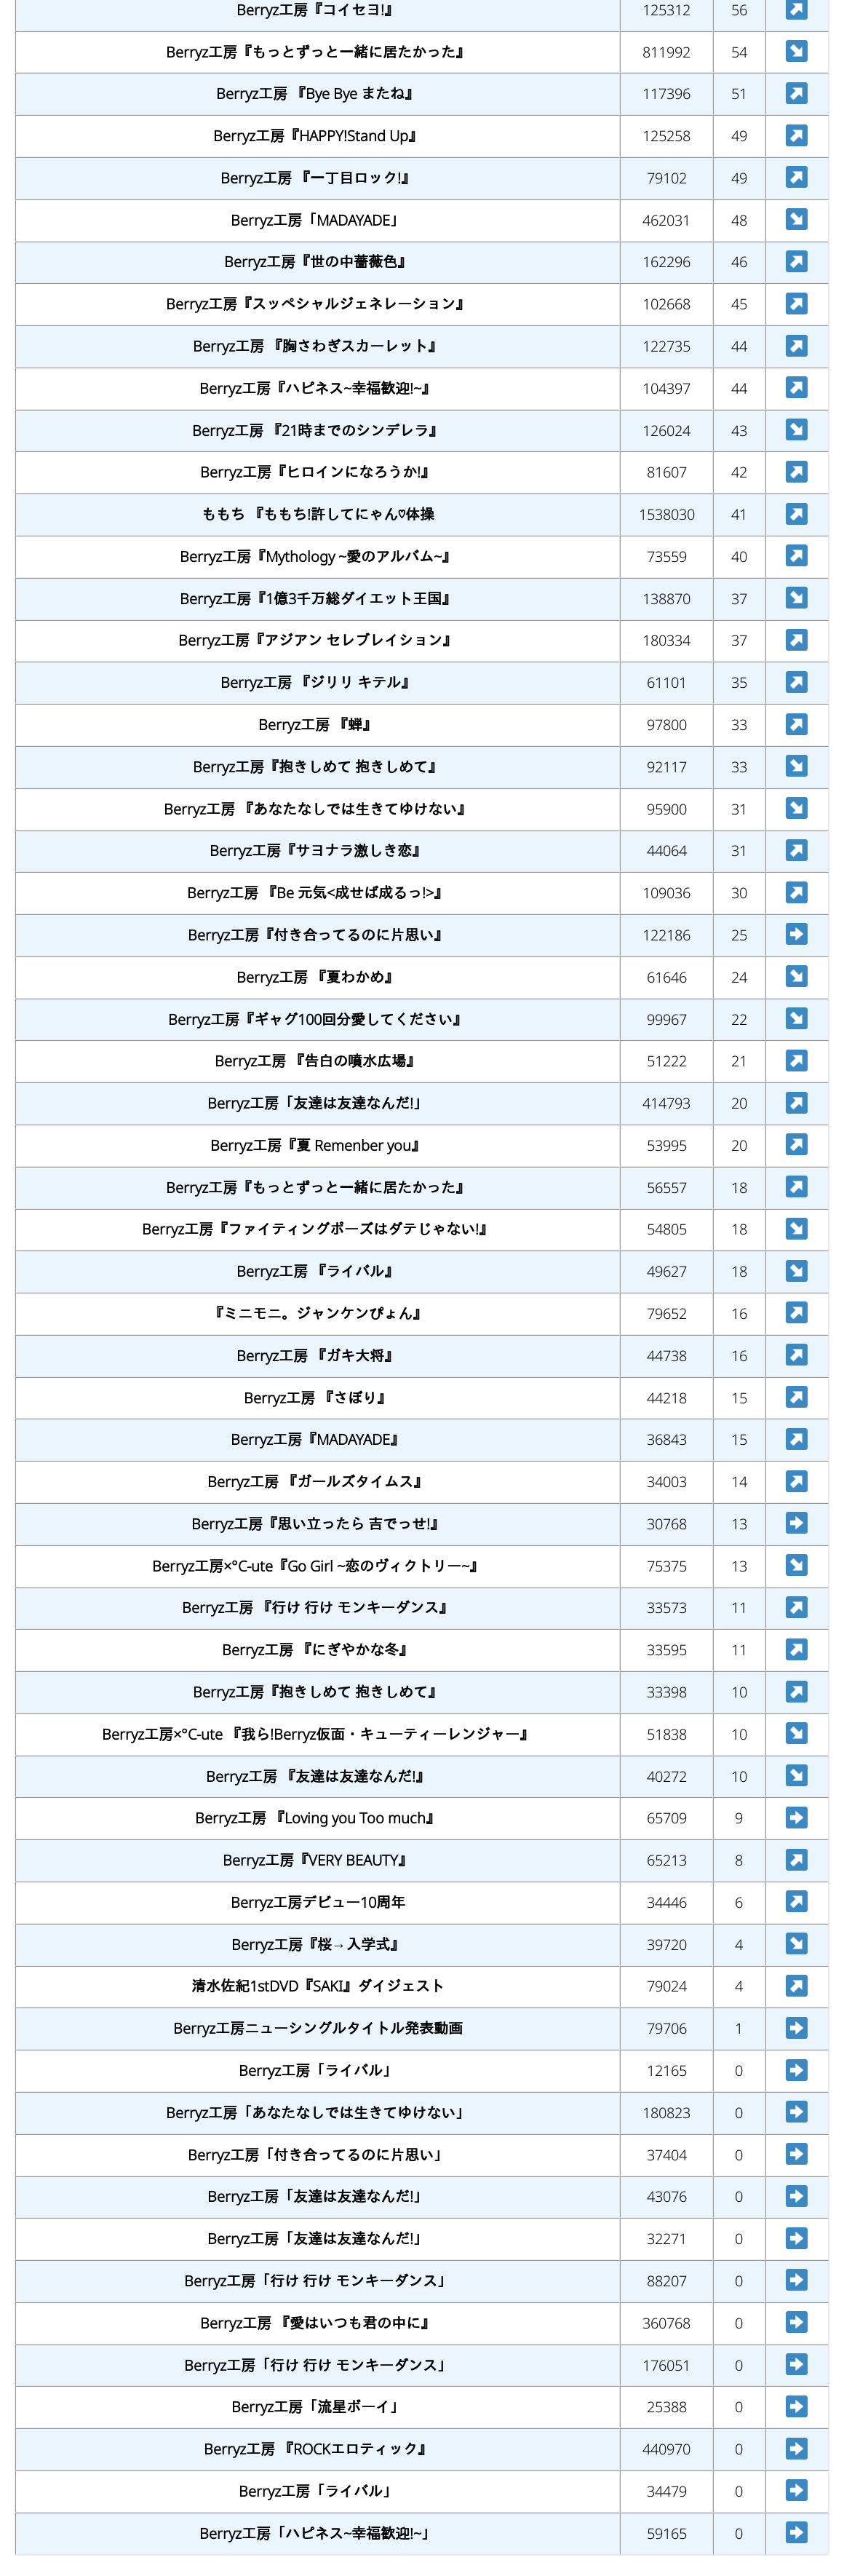 Berryz工房『コイセヨ!』 125312 56 ↗
Berryz工房『もっとずっと一緒に居たかった』 811992 54 ↘
Berryz工房 『Bye Bye またね』 117396 51 ↗
Berryz工房『HAPPY!Stand Up』 125258 49 ↗
Berryz工房 『一丁目ロック!』 79102 49 ↗
Berryz工房「MADAYADE」 462031 48 ↘
Berryz工房『世の中薔薇色』 162296 46 ↗
Berryz工房『スッペシャルジェネレーション』 102668 45 ↗
Berryz工房 『胸さわぎスカーレット』 122735 44 ↗
Berryz工房『ハピネス~幸福歓迎!~』 104397 44 ↗
Berryz工房 『21時までのシンデレラ』 126024 43 ↘
Berryz工房『ヒロインになろうか!』 81607 42 ↗
ももち 『ももち!許してにゃん♡体操 1538030 41 ↗
Berryz工房『Mythology ~愛のアルバム~』 73559 40 ↗
Berryz工房『1億3千万総ダイエット王国』 138870 37 ↘
Berryz工房『アジアン セレブレイション』 180334 37 ↗
Berryz工房 『ジリリ キテル』 61101 35 ↗
Berryz工房 『蝉』 97800 33 ↗
Berryz工房『抱きしめて 抱きしめて』 92117 33 ↘
Berryz工房 『あなたなしでは生きてゆけない』 95900 31 ↘
Berryz工房『サヨナラ激しき恋』 44064 31 ↗
Berryz工房 『Be 元気<成せば成るっ!>』 109036 30 ↗
Berryz工房『付き合ってるのに片思い』 122186 25 ➡
Berryz工房 『夏わかめ』 61646 24 ↘
Berryz工房『ギャグ100回分愛してください』 99967 22 ↘
Berryz工房 『告白の噴水広場』 51222 21 ↗
Berryz工房「友達は友達なんだ!」 414793 20 ↗
Berryz工房『夏 Remenber you』 53995 20 ↗
Berryz工房『もっとずっと一緒に居たかった』 56557 18 ↗
Berryz工房『ファイティングポーズはダテじゃない!』 54805 18 ↘
Berryz工房 『ライバル』 49627 18 ↘
『ミニモニ。ジャンケンぴょん』 79652 16 ↗
Berryz工房 『ガキ大将』 44738 16 ↗
Berryz工房 『さぼり』 44218 15 ↗
Berryz工房『MADAYADE』 36843 15 ↗
Berryz工房 『ガールズタイムス』 34003 14 ↗
Berryz工房『思い立ったら 吉でっせ!』 30768 13 ➡
Berryz工房×°C-ute『Go Girl ~恋のヴィクトリー~』 75375 13 ↘
Berryz工房 『行け 行け モンキーダンス』 33573 11 ↗
Berryz工房 『にぎやかな冬』 33595 11 ↗
Berryz工房『抱きしめて 抱きしめて』 33398 10 ↗
Berryz工房×°C-ute 『我ら!Berryz仮面・キューティーレンジャー』 51838 10 ↘
Berryz工房 『友達は友達なんだ!』 40272 10 ↘
Berryz工房 『Loving you Too much』 65709 9 ➡
Berryz工房『VERY BEAUTY』 65213 8 ↗
Berryz工房デビュー10周年 34446 6 ↗
Berryz工房『桜→入学式』 39720 4 ↘
清水佐紀1stDVD『SAKI』ダイジェスト 79024 4 ↗
Berryz工房ニューシングルタイトル発表動画 79706 1 ➡
Berryz工房「ライバル」 12165 0 ➡
Berryz工房「あなたなしでは生きてゆけない」 180823 0 ➡
Berryz工房「付き合ってるのに片思い」 37404 0 ➡
Berryz工房「友達は友達なんだ!」 43076 0 ➡
Berryz工房「友達は友達なんだ!」 32271 0 ➡
Berryz工房「行け 行け モンキーダンス」 88207 0 ➡
Berryz工房 『愛はいつも君の中に』 360768 0 ➡
Berryz工房「行け 行け モンキーダンス」 176051 0 ➡
Berryz工房「流星ボーイ」 25388 0 ➡
Berryz工房 『ROCKエロティック』 440970 0 ➡
Berryz工房「ライバル」 34479 0 ➡
Berryz工房「ハピネス~幸福歓迎!~」 59165 0 ➡